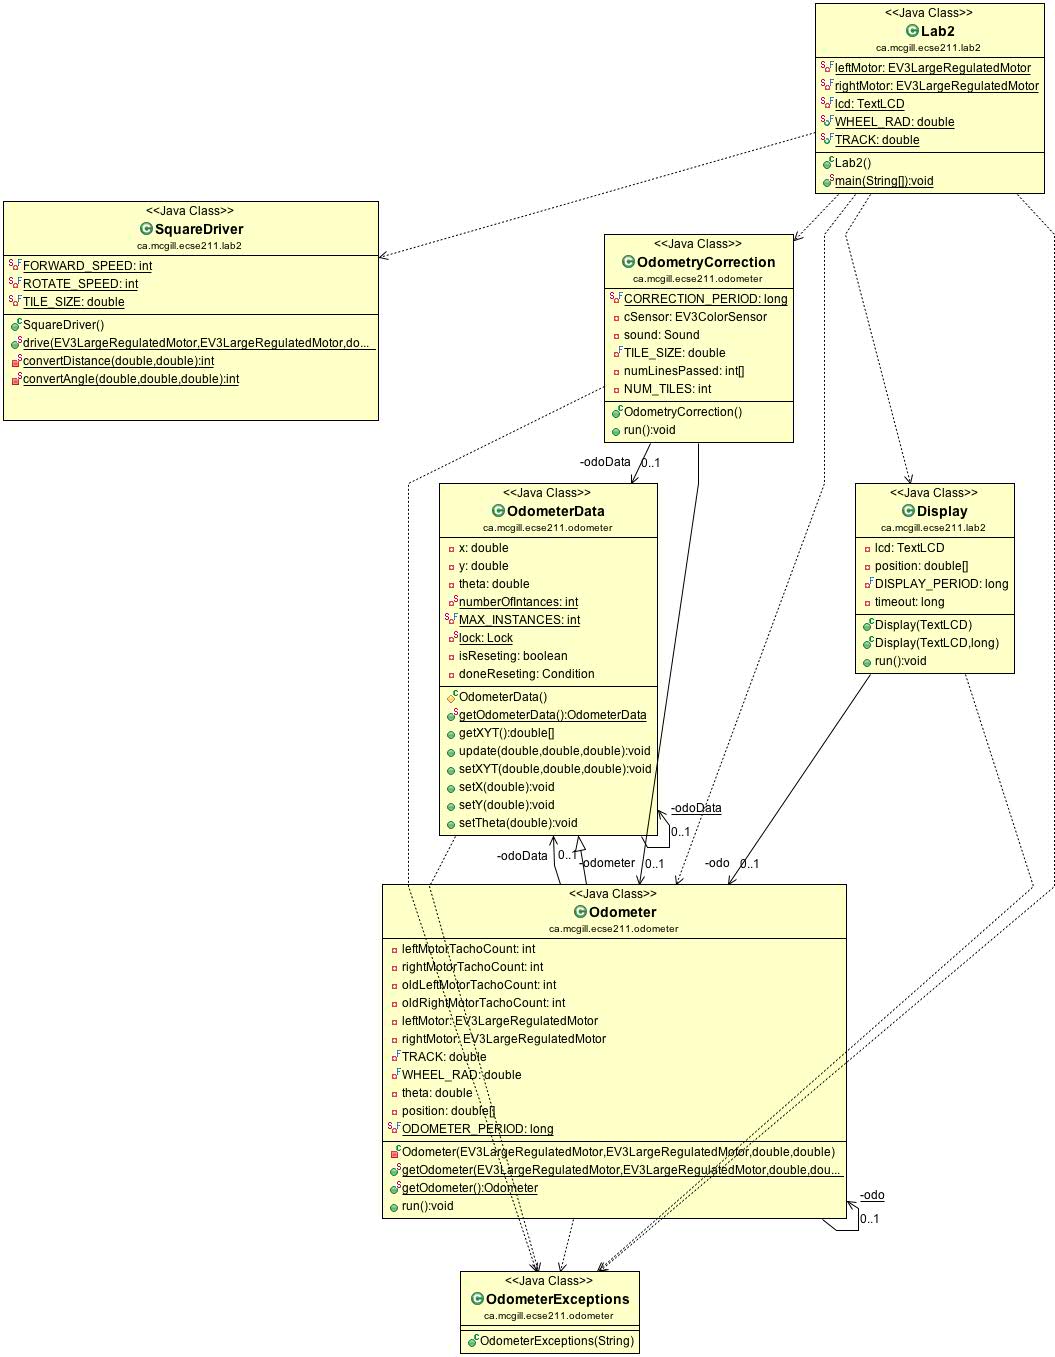 <<Java Class>>
Lab2
ca.mcgill.ecse211.lab2
leftMotor: EV3LargeRegulatedMotor
rightMotor: EV3LargeRegulatedMotor
lcd: TextLCD
WHEEL_RAD: double
TRACK: double
Lab2()
main(String[]):void
<<Java Class>>
SquareDriver
ca.mcgill.ecse211.lab2
FORWARD_SPEED: int
ROTATE_SPEED: int
TILE_SIZE: double
SquareDriver()
drive(EV3LargeRegulatedMotor,EV3LargeRegulatedMotor,do...
convertDistance(double,double):int
convertAngle(double,double,double):int
<<Java Class>>
OdometryCorrection
ca.mcgill.ecse211.odometer
CORRECTION_PERIOD: long
cSensor: EV3ColorSensor
sound: Sound
TILE_SIZE: double
numLinesPassed: int[]
NUM_TILES: int
OdometryCorrection()
run():void
-odoData 0..1
<<Java Class>>
OdometerData
ca.mcgill.ecse211.odometer
x: double
y: double
theta: double
numberOfIntances: int
MAX_INSTANCES: int
lock: Lock
isReseting: boolean
doneReseting: Condition
OdometerData()
getOdometerData():OdometerData
getXYT():double[]
update(double,double,double):void
setXYT(double,double,double):void
setX(double):void
setY(double):void
setTheta(double):void
<<Java Class>>
Display
ca.mcgill.ecse211.lab2
lcd: TextLCD
position: double[]
DISPLAY_PERIOD: long
timeout: long
Display(TextLCD)
Display(TextLCD,long)
run():void
-odoData
0..1
-odoData 0..1
-odometer 0..1
-odo 0..1
<<Java Class>>
Odometer
ca.mcgill.ecse211.odometer
leftMotorTachoCount: int
rightMotorTachoCount: int
oldLeftMotorTachoCount: int
oldRightMotorTachoCount: int
leftMotor: EV3LargeRegulatedMotor
rightMotor: EV3LargeRegulatedMotor
TRACK: double
WHEEL_RAD: double
theta: double
position: double[]
ODOMETER_PERIOD: long
Odometer(EV3LargeRegulatedMotor,EV3LargeRegulatedMotor,double,double)
getOdometer(EV3LargeRegulatedMotor,EV3LargeRegulatedMotor,double,dou...
getOdometer():Odometer
run():void
-odo
0..1
<<Java Class>>
OdometerExceptions
ca.mcgill.ecse211.odometer
OdometerExceptions(String)